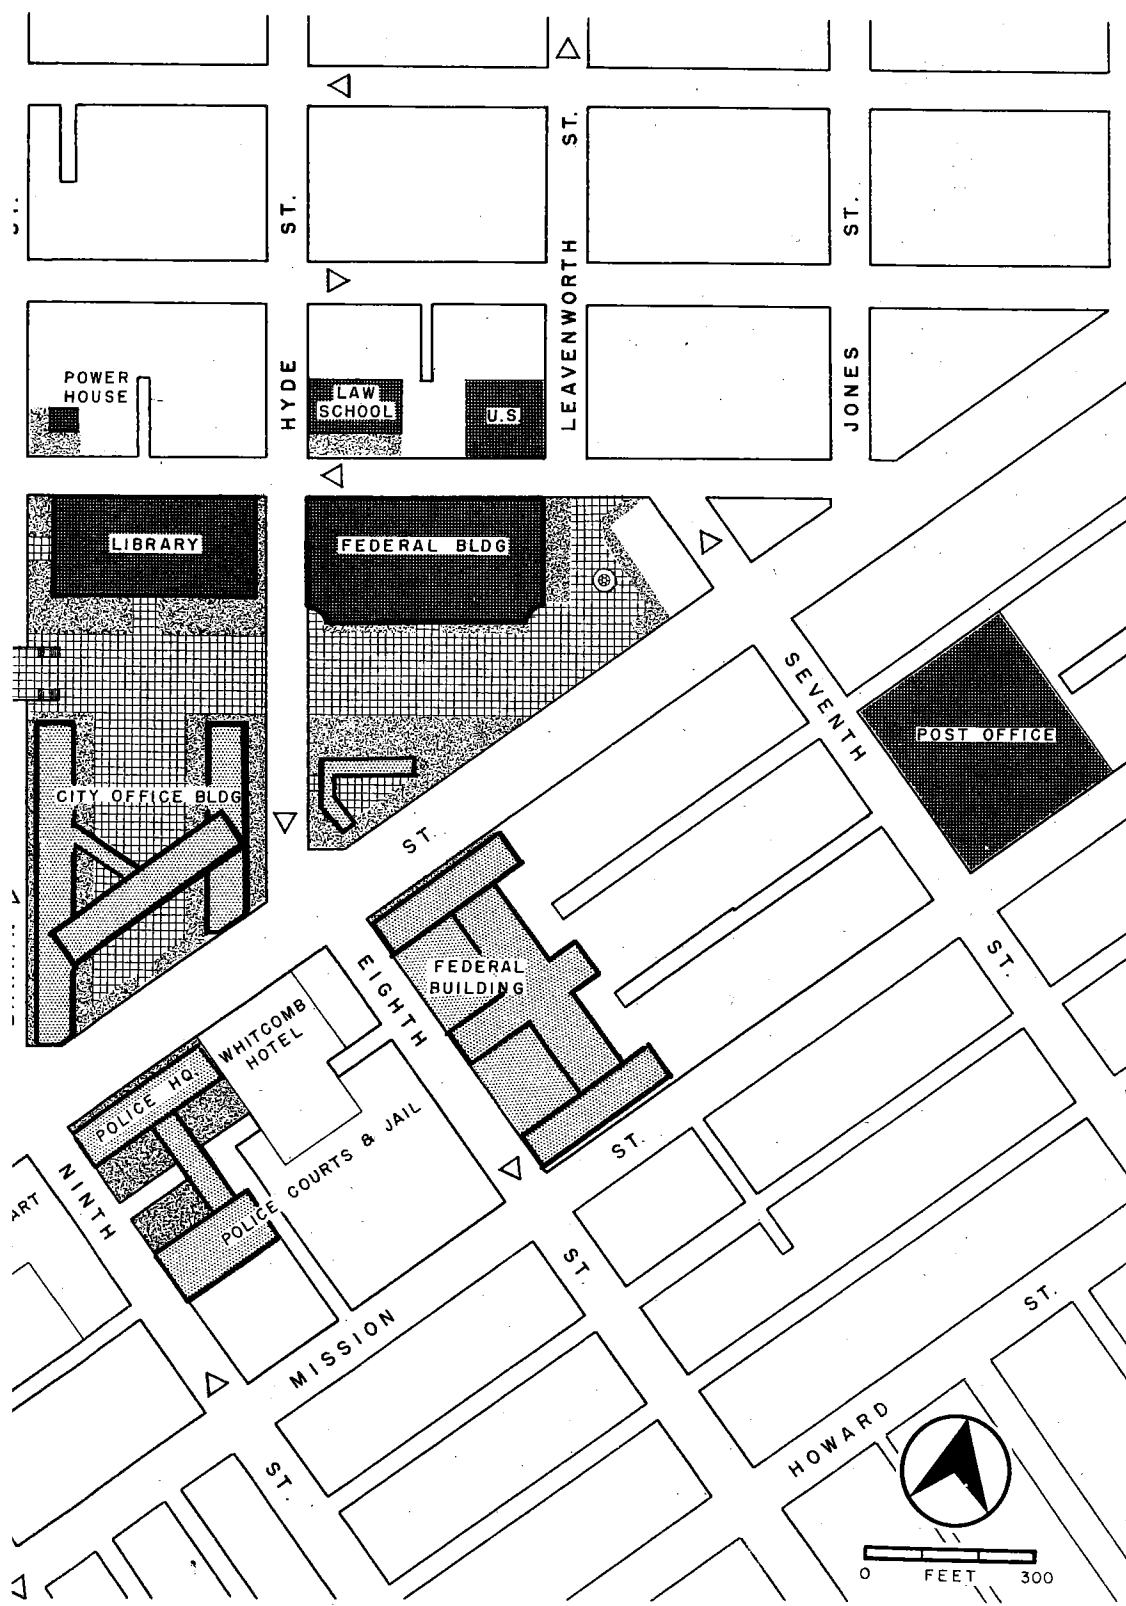 ST.
ST.
ST.
LEAVENWORTH
HYDE
JONES
POWER
HOUSE
LAW
SCHOOL
U.S
LIBRARY
FEDERAL BLDG
SEVENTH
POST OFFICE
CITY OFFICE BLDG
ST.
EIGHTH
FEDERAL
BUILDING
ST.
WHITCOMB
HOTEL
POLICE HQ.
POLICE COURTS & JAIL
ST.
NINTH
ST.
MISSION
ST.
HOWARD
ST.
0 FEET 300